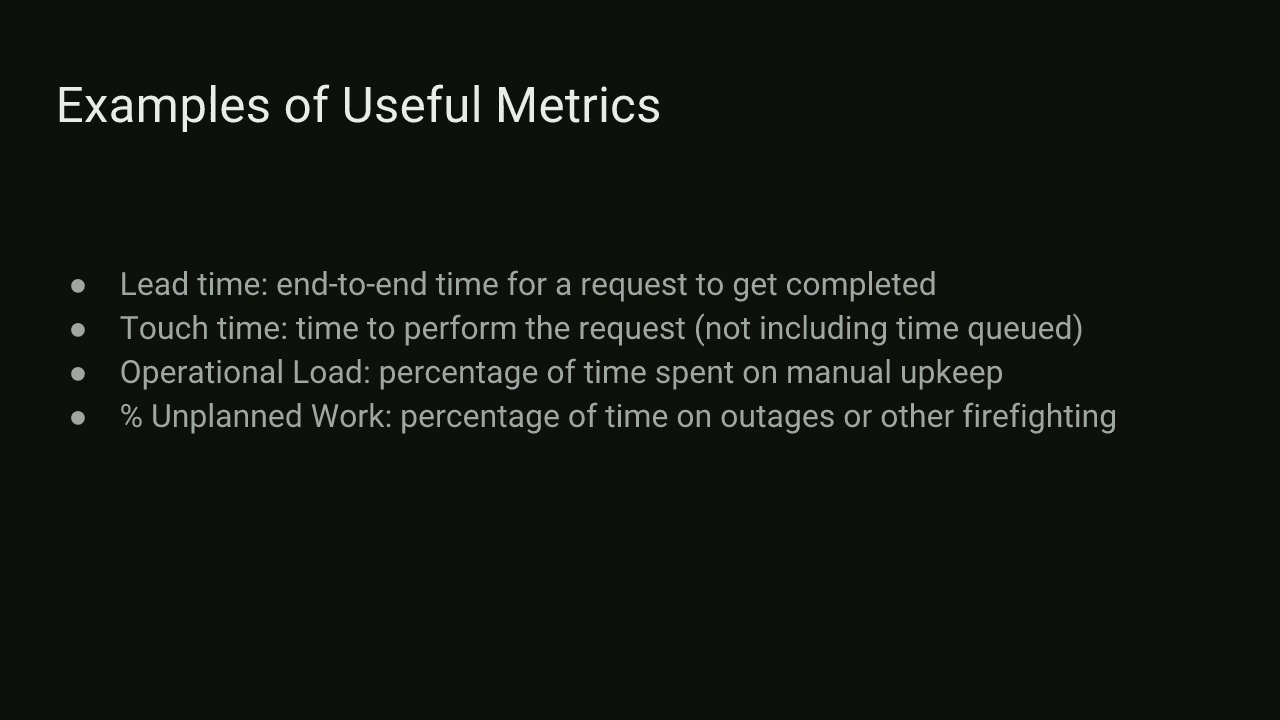 Examples of Useful Metrics
● Lead time: end-to-end time for a request to get completed
● Touch time: time to perform the request (not including time queued)
● Operational Load: percentage of time spent on manual upkeep
● % Unplanned Work: percentage of time on outages or other firefighting